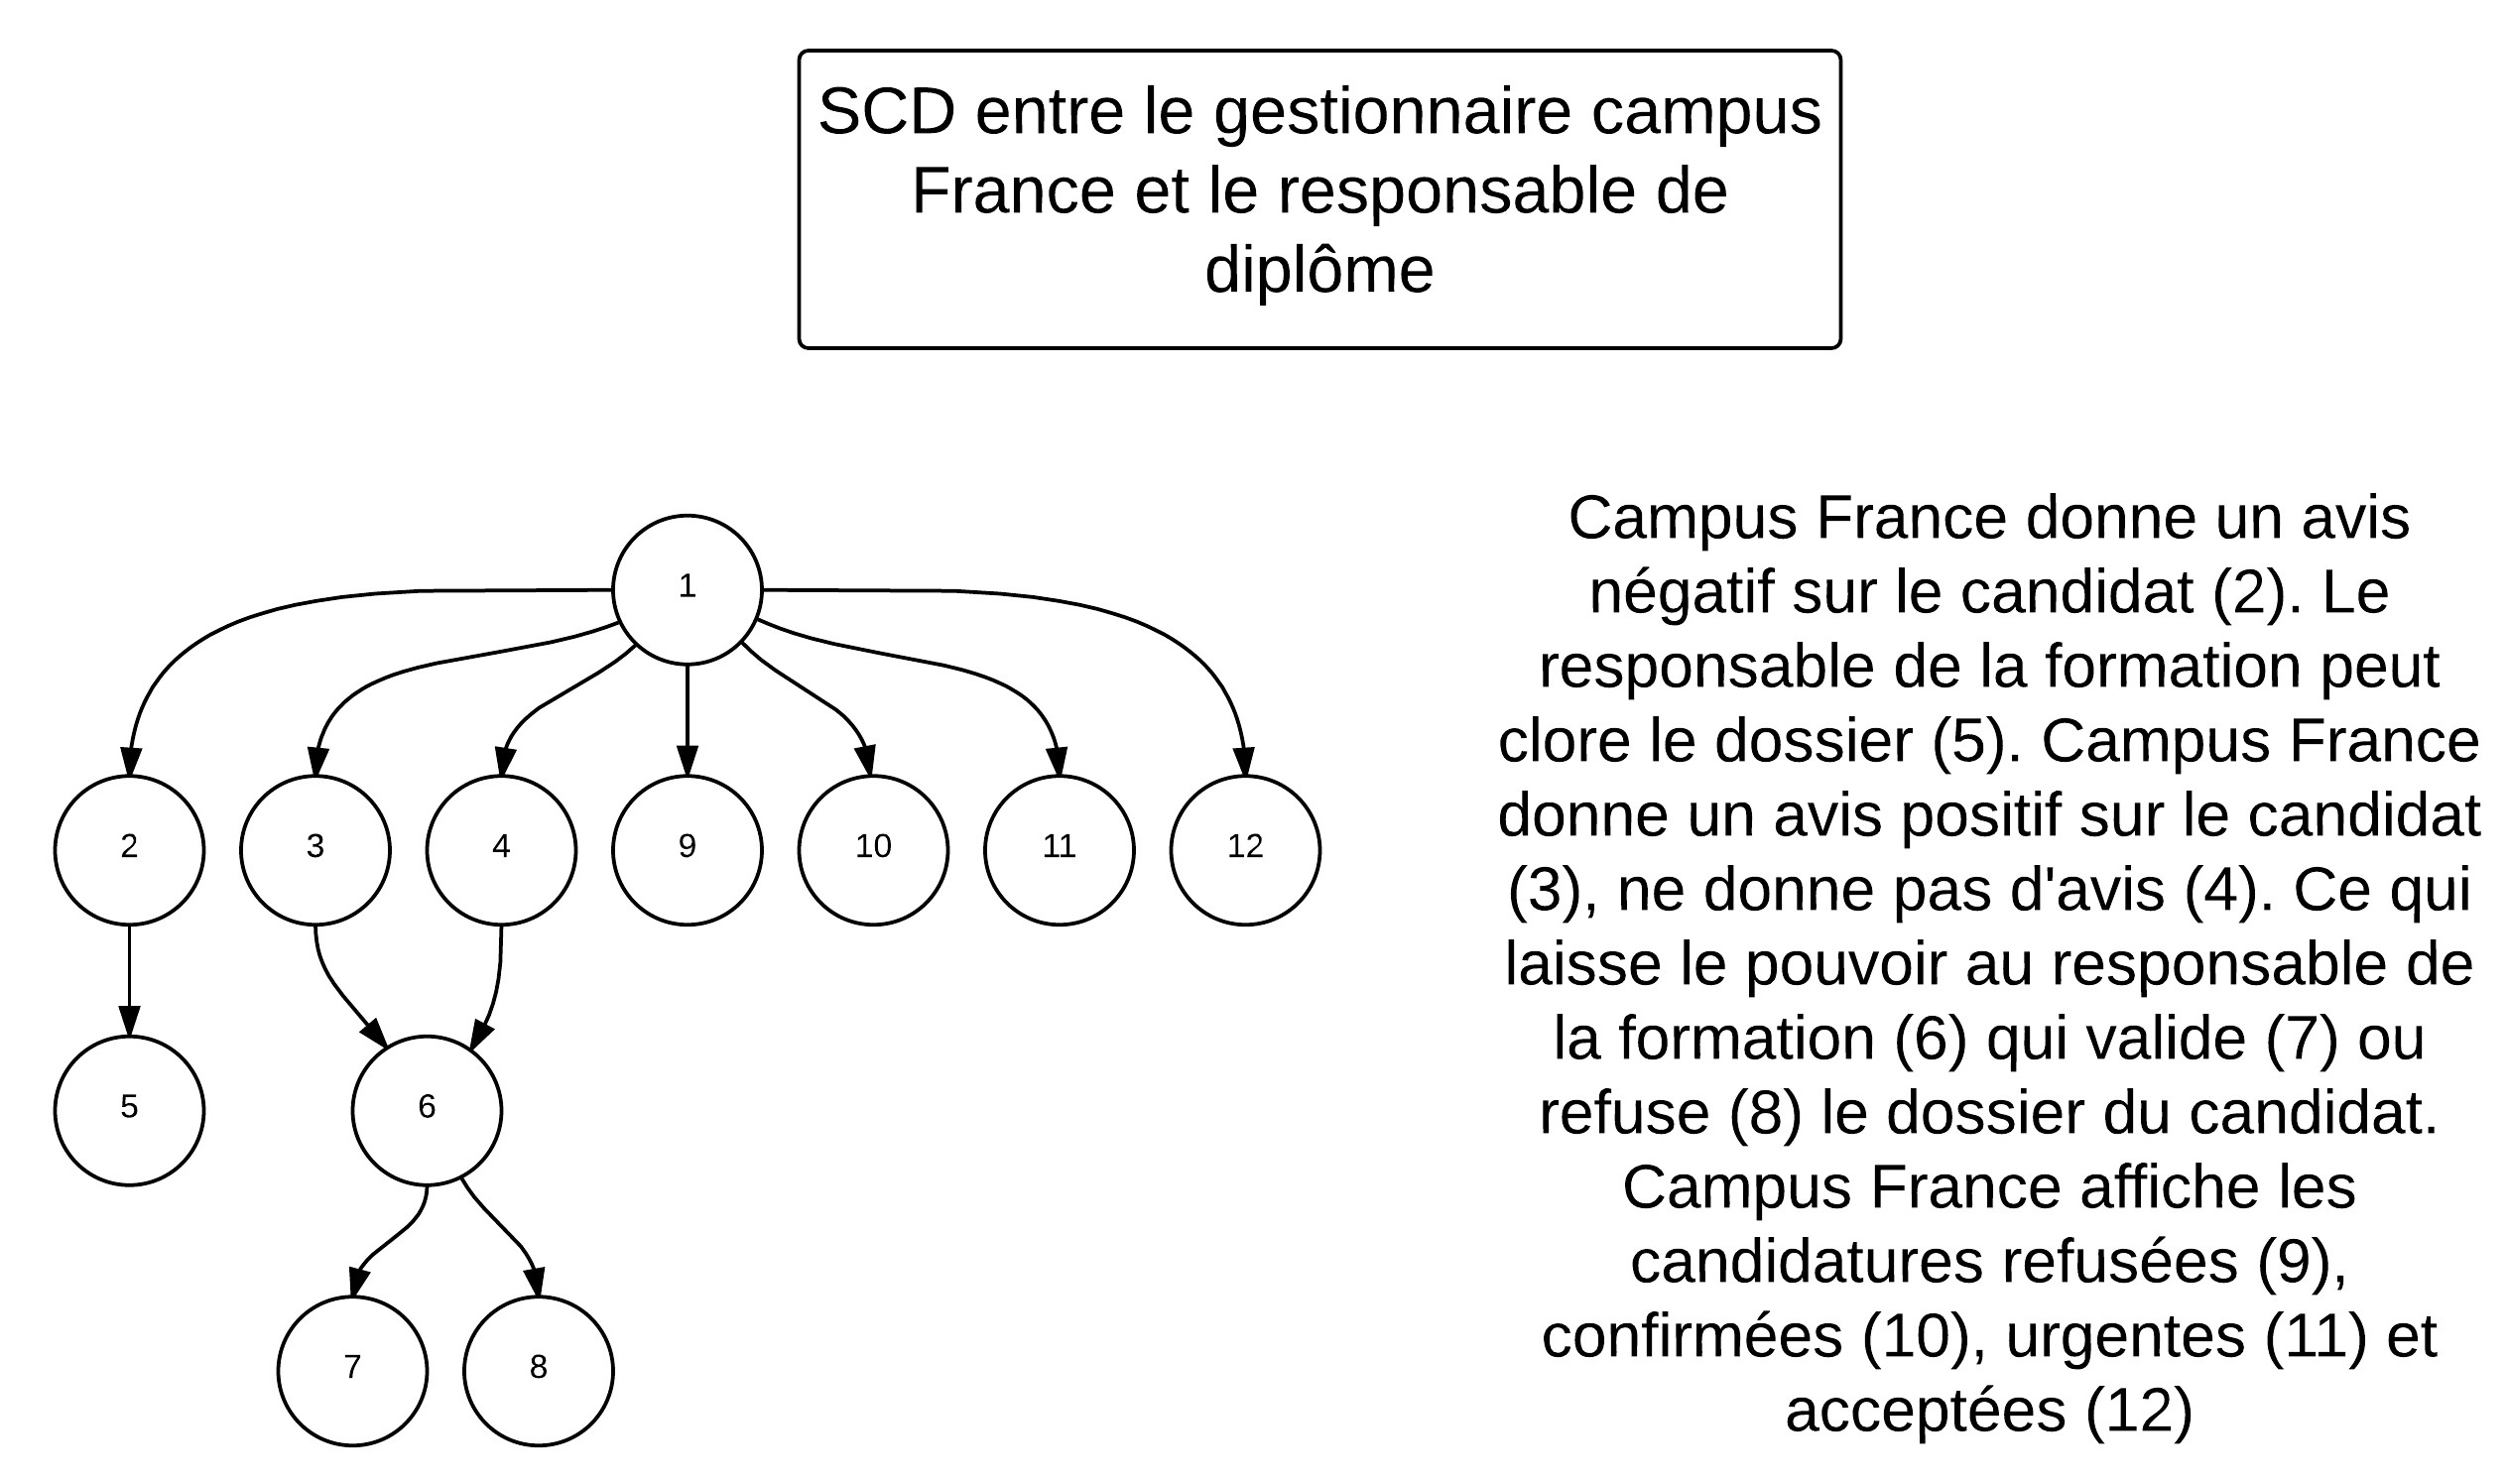 SCD entre le gestionnaire campus
France et le responsable de
diplôme
1
2
3
4
9
10
11
12
5
6
7
8
Campus France donne un avis
négatif sur le candidat (2). Le
responsable de la formation peut
clore le dossier (5). Campus France
donne un avis positif sur le candidat
(3), ne donne pas d'avis (4). Ce qui
laisse le pouvoir au responsable de
la formation (6) qui valide (7) ou
refuse (8) le dossier du candidat.
Campus France affiche les
candidatures refusées (9),
confirmées (10), urgentes (11) et
acceptées (12)